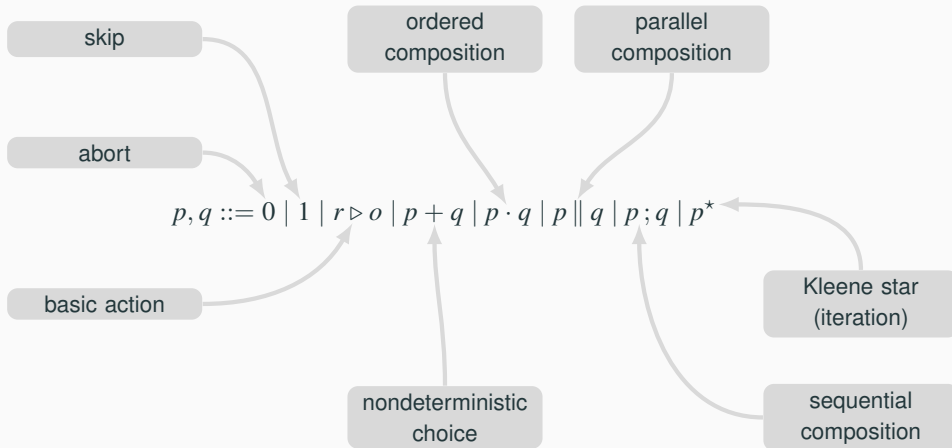 ordered
composition
parallel
composition
skip
abort
p, q ::= 0 | 1 | r ▹ o | p + q | p · q | p ∥ q | p ; q | p⋆
basic action
Kleene star
(iteration)
nondeterministic
choice
sequential
composition